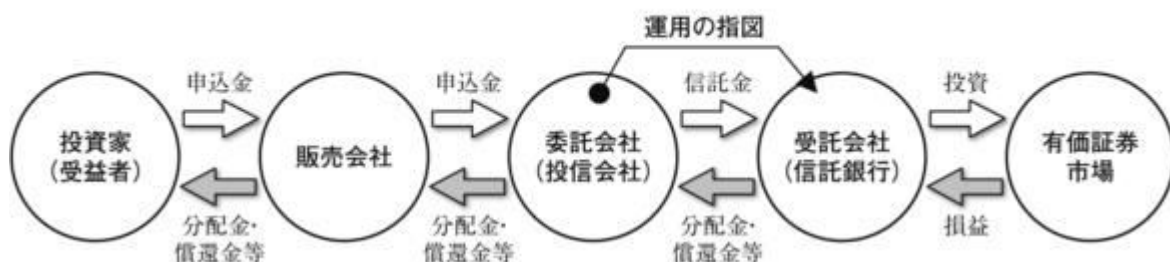 運用の指図
申込金
申込金
信託金
投資
投資家
(受益者)
販売会社
委託会社
(投信会社)
受託会社
(信託銀行)
有価証券
市場
分配金・
償還金等
分配金・
償還金等
分配金・
償還金等
損益